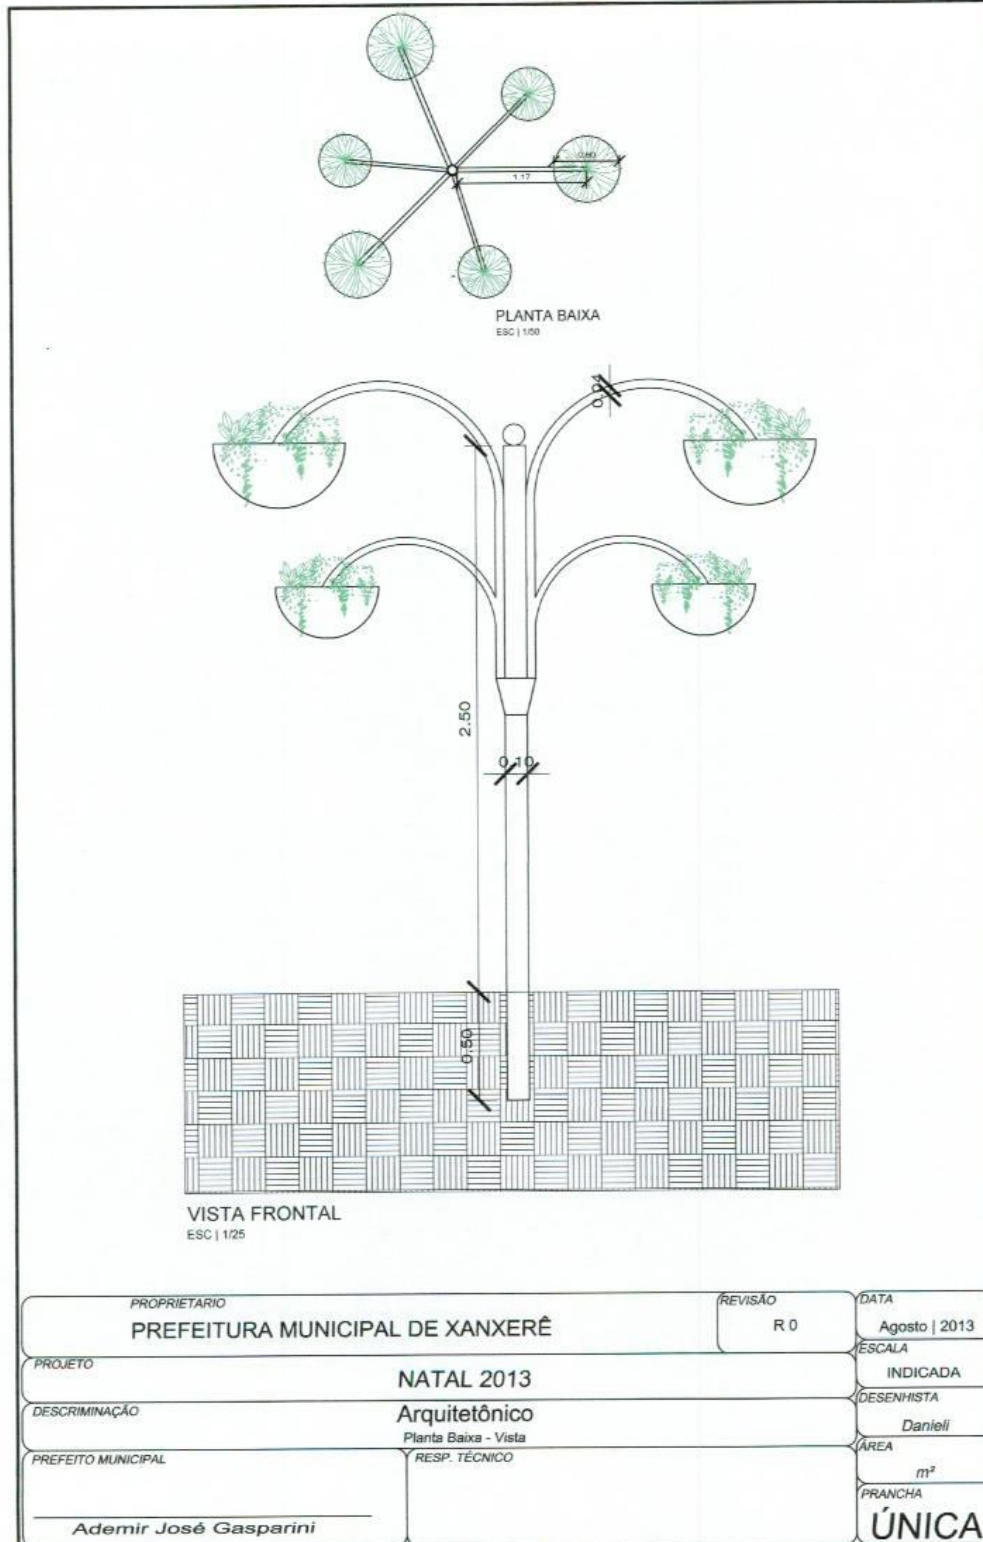 0.60
1.17
PLANTA BAIXA
ESC | 1/50
0.04
2.50
0.10
0.50
VISTA FRONTAL
ESC | 1/25
PROPRIETARIO
PREFEITURA MUNICIPAL DE XANXERÊ
REVISÃO
R 0
DATA
Agosto | 2013
ESCALA
INDICADA
PROJETO
NATAL 2013
DESCRIMINAÇÃO
Arquitetônico
Planta Baixa - Vista
DESENHISTA
Danieli
ÁREA
m²
PREFEITO MUNICIPAL
Ademir José Gasparini
RESP. TÉCNICO
PRANCHA
ÚNICA